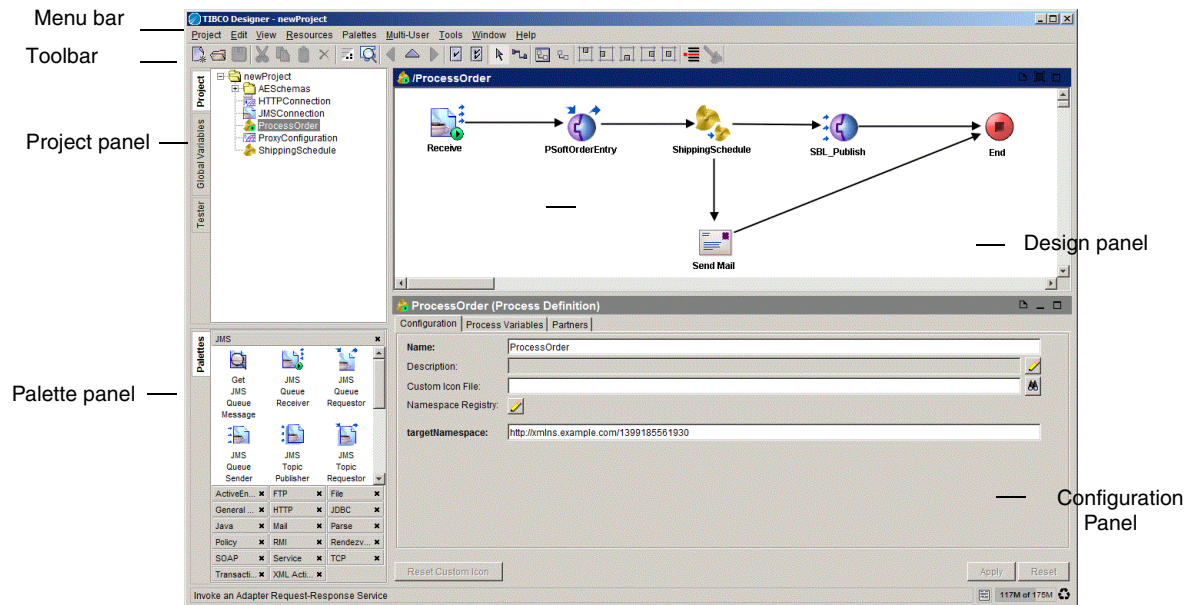 Menu bar
Toolbar
Project panel
Palette panel
Design panel
Configuration
Panel
TIBCO Designer - newProject
Project Edit View Resources Palettes Multi-User Tools Window Help
Project
Global Variables
Tester
newProject
AESchemas
HTTPConnection
JMSConnection
ProcessOrder
ProxyConfiguration
ShippingSchedule
/ProcessOrder
Receive
PSoftOrderEntry
ShippingSchedule
SBL_Publish
End
Send Mail
Palettes
JMS
Get
JMS
Queue
Message
JMS
Queue
Receiver
JMS
Queue
Requestor
JMS
Queue
Sender
JMS
Topic
Publisher
JMS
Topic
Requestor
ActiveEn... FTP File
General ... HTTP JDBC
Java Mail Parse
Policy RMI Rendezv...
SOAP Service TCP
Transacti... XML Acti...
ProcessOrder (Process Definition)
Configuration Process Variables Partners
Name: ProcessOrder
Description:
Custom Icon File:
Namespace Registry:
targetNamespace: http://xmlns.example.com/1399185561930
Reset Custom Icon Apply Reset
Invoke an Adapter Request-Response Service 117M of 175M